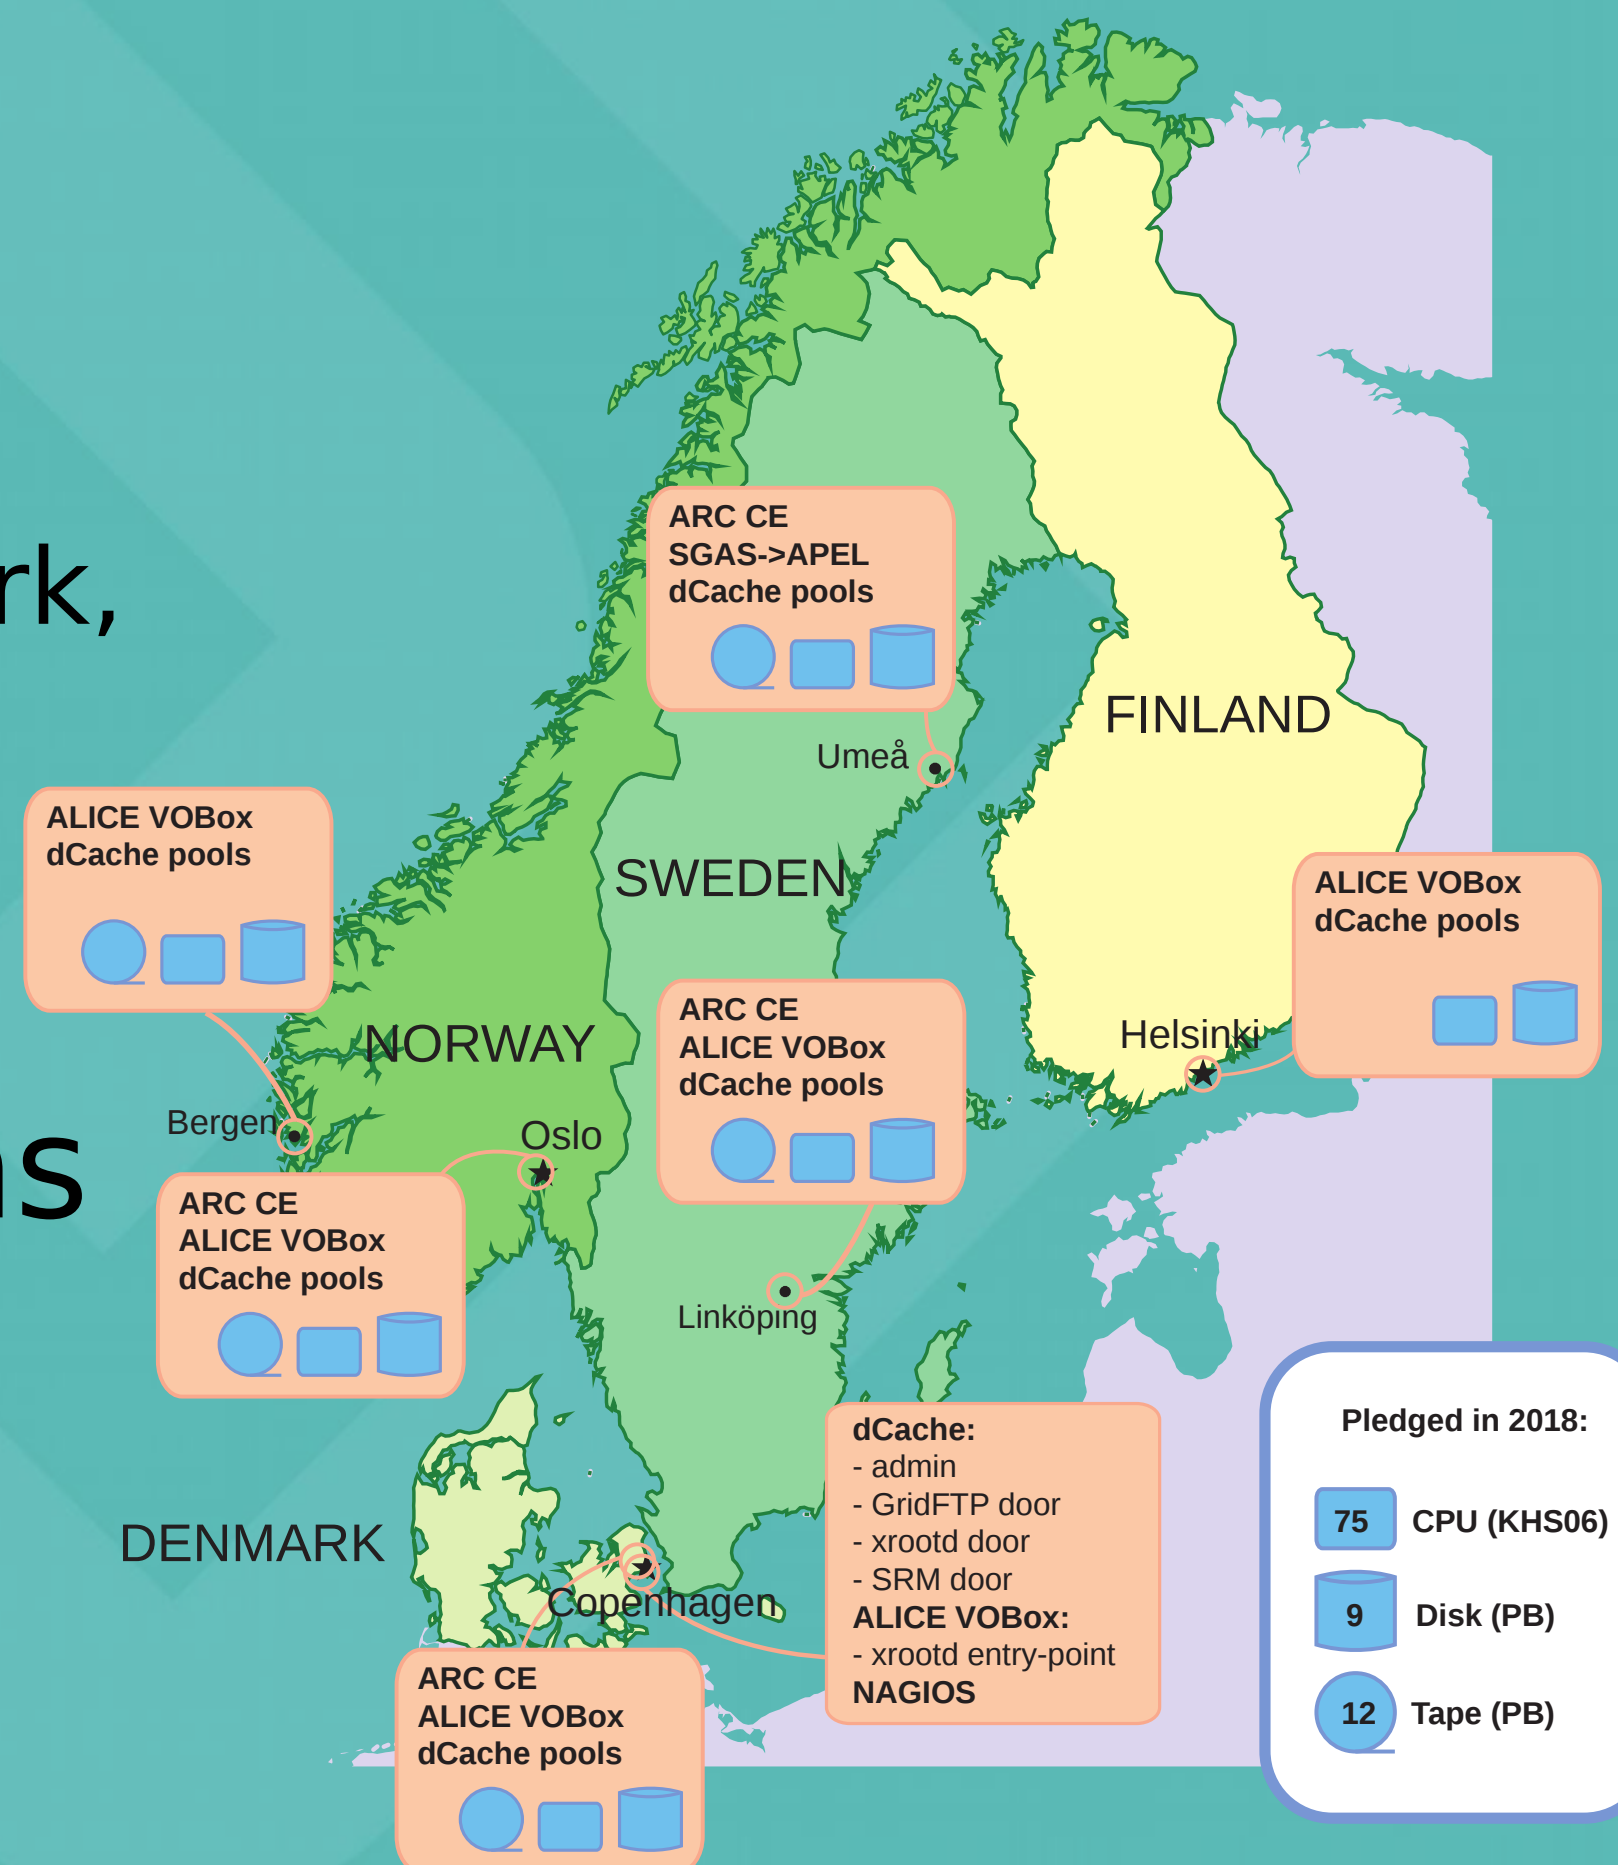 rk,
ns
ARC CE
SGAS->APEL
dCache pools
FINLAND
Umeå
ALICE VOBox
dCache pools
SWEDEN
ALICE VOBox
dCache pools
ARC CE
ALICE VOBox
dCache pools
NORWAY
Helsinki
Bergen
Oslo
ARC CE
ALICE VOBox
dCache pools
Linköping
dCache:
- admin
- GridFTP door
- xrootd door
- SRM door
ALICE VOBox:
- xrootd entry-point
NAGIOS
DENMARK
Copenhagen
ARC CE
ALICE VOBox
dCache pools
Pledged in 2018:
75 CPU (KHS06)
9 Disk (PB)
12 Tape (PB)